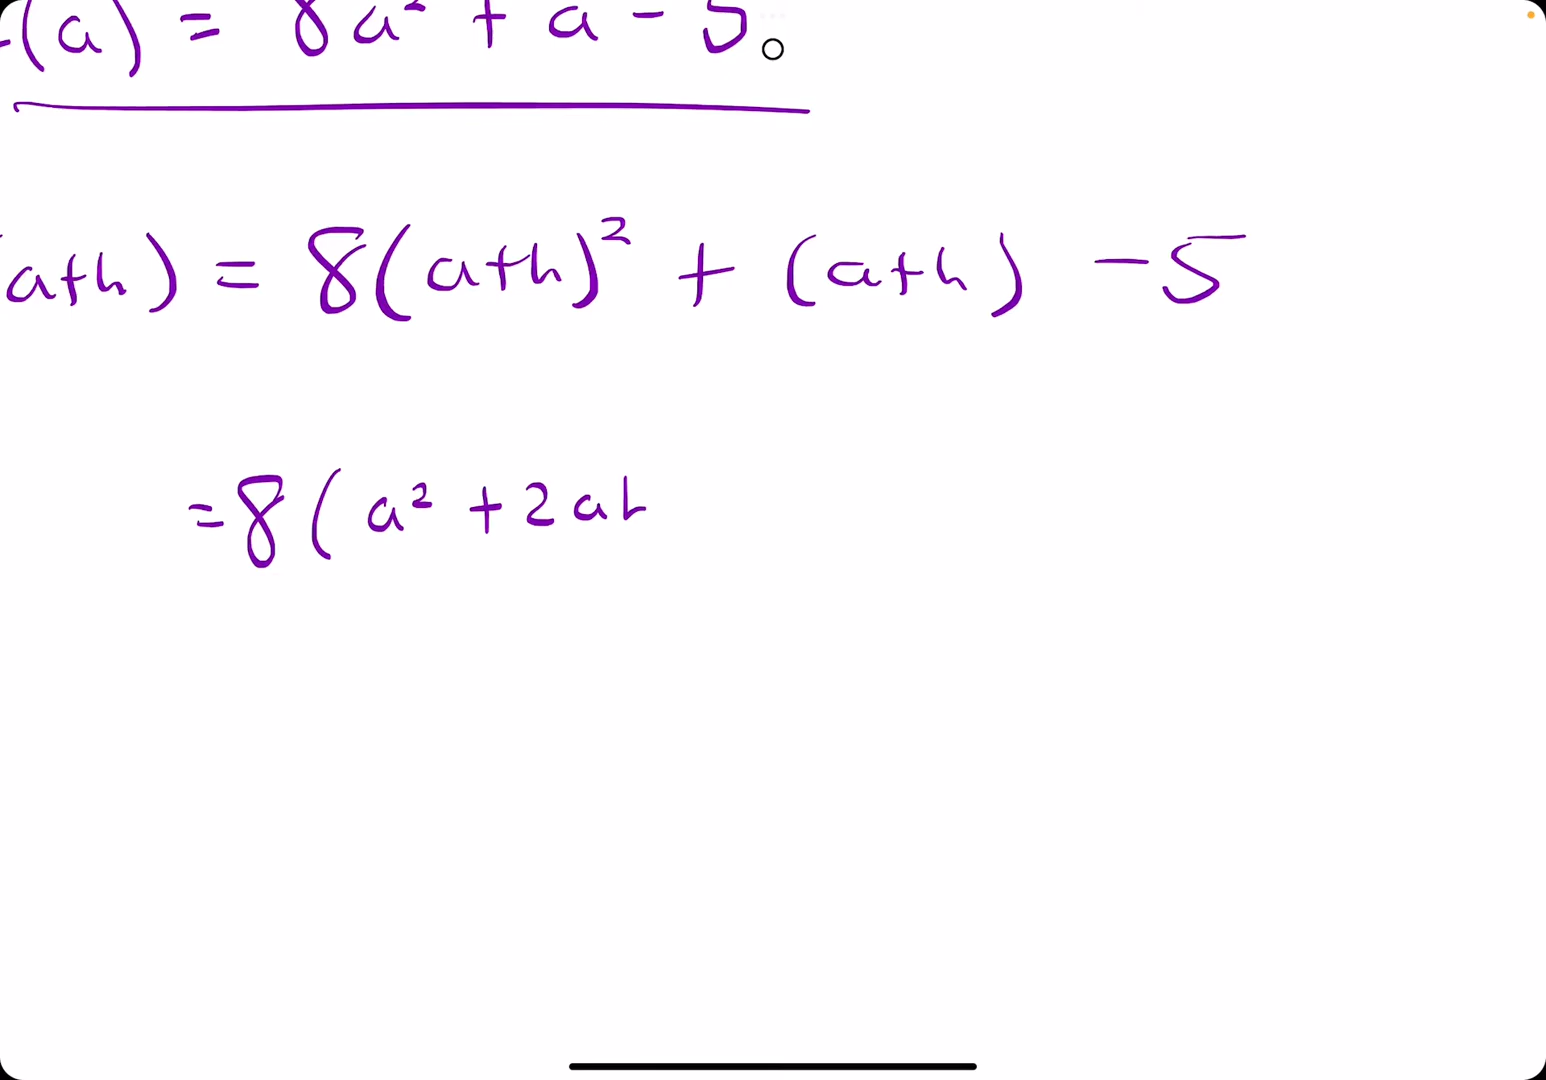 (a) = 8a² + a - 5
(a+h) = 8(a+h)² + (a+h) - 5
= 8(a² + 2ah